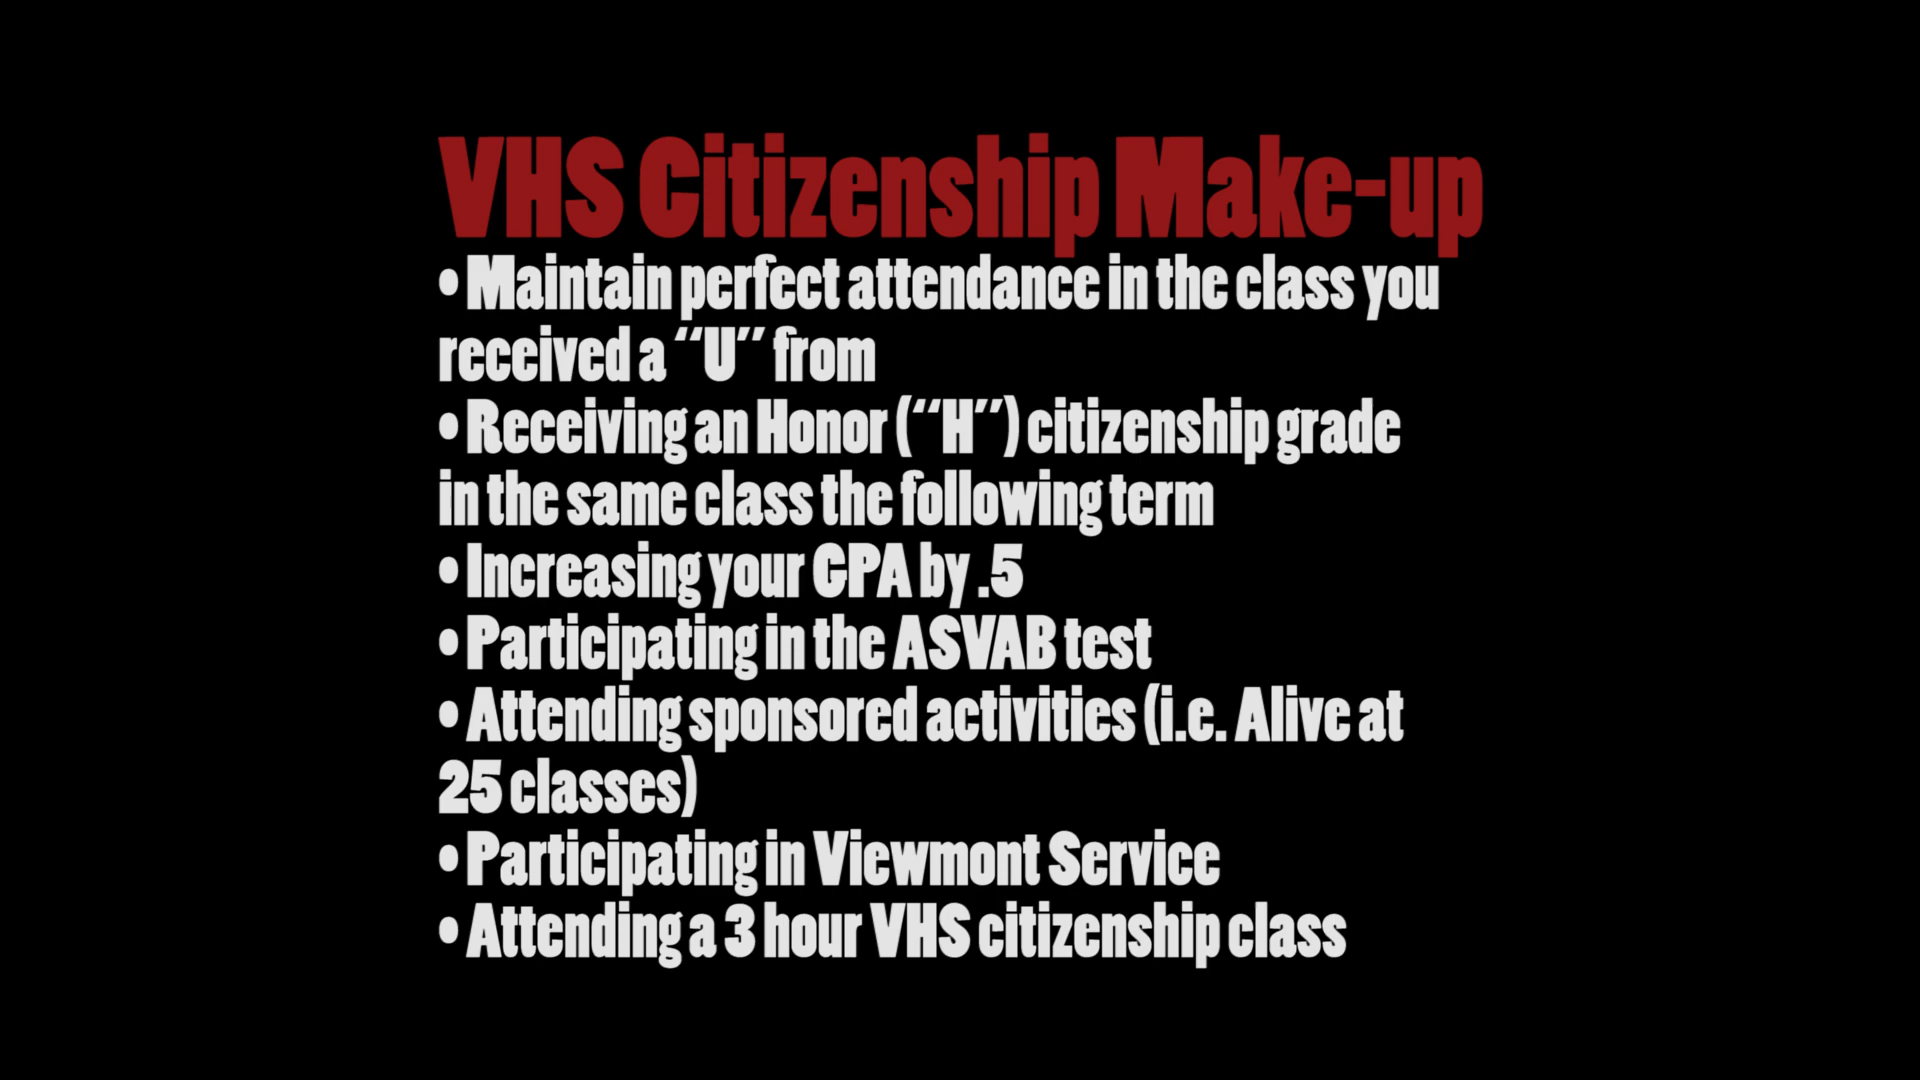 VHS Citizenship Make-up
• Maintain perfect attendance in the class you
received a “U” from
• Receiving an Honor (“H”) citizenship grade
in the same class the following term
• Increasing your GPA by .5
• Participating in the ASVAB test
• Attending sponsored activities (i.e. Alive at
25 classes)
• Participating in Viewmont Service
• Attending a 3 hour VHS citizenship class